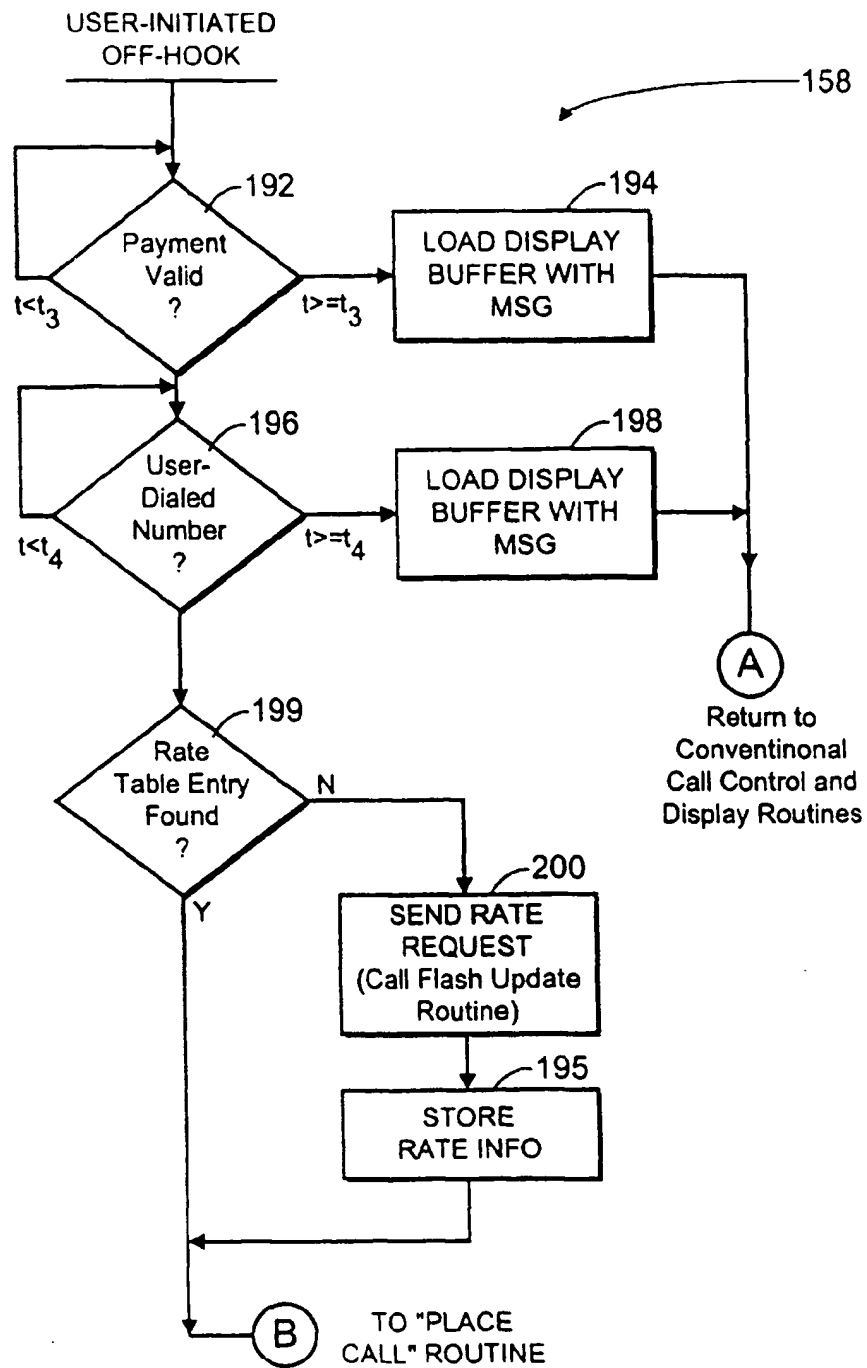 USER-INITIATED
OFF-HOOK
158
192
Payment
Valid
?
t<t3
t>=t3
194
LOAD DISPLAY
BUFFER WITH
MSG
196
User-
Dialed
Number
?
t<t4
t>=t4
198
LOAD DISPLAY
BUFFER WITH
MSG
A
Return to
Conventinonal
Call Control and
Display Routines
199
Rate
Table Entry
Found
?
N
Y
200
SEND RATE
REQUEST
(Call Flash Update
Routine)
195
STORE
RATE INFO
B
TO "PLACE
CALL" ROUTINE